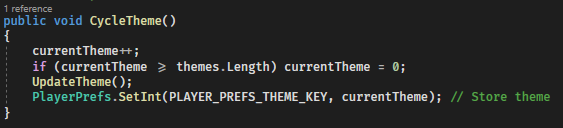 1 reference
public void CycleTheme()
{
currentTheme++;
if (currentTheme ⩾ themes.Length) currentTheme = 0;
UpdateTheme();
PlayerPrefs.SetInt(PLAYER_PREFS_THEME_KEY, currentTheme); // Store theme
}